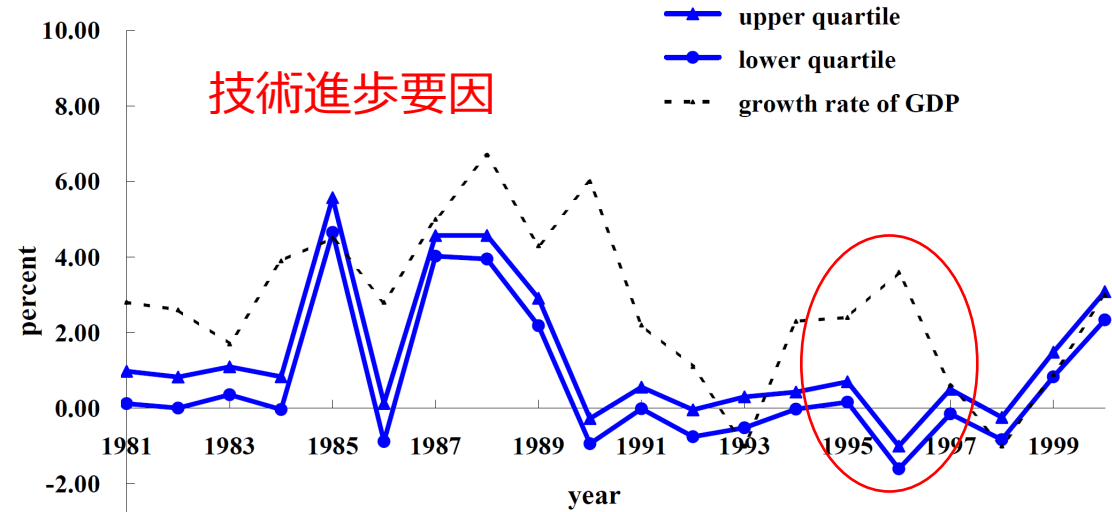 upper quartile
lower quartile
growth rate of GDP
技術進歩要因
percent
10.00
8.00
6.00
4.00
2.00
0.00
-2.00
1981 1983 1985 1987 1989 1991 1993 1995 1997 1999
year